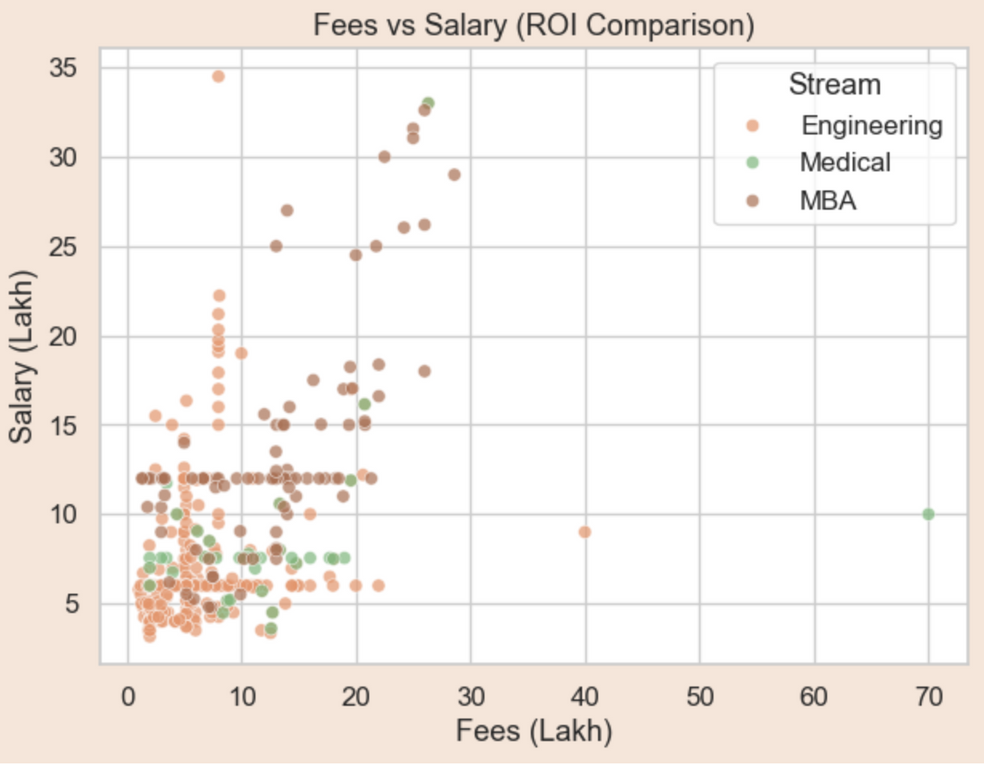 Fees vs Salary (ROI Comparison)
35
30
25
20
15
10
5
Salary (Lakh)
Stream
Engineering
Medical
MBA
0 10 20 30 40 50 60 70
Fees (Lakh)